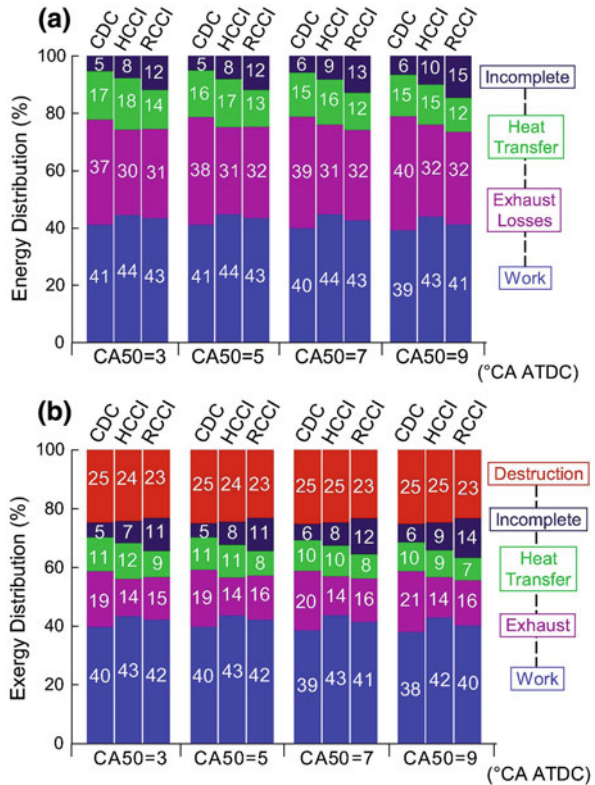 (a)
CDC HCCI RCCI CDC HCCI RCCI CDC HCCI RCCI CDC HCCI RCCI
Energy Distribution (%)
100
80
60
40
20
0
5 8 12 5 8 12 6 9 13 6 10 15
17 18 14 16 17 13 15 16 12 15 15 12
37 30 31 38 31 32 39 31 32 40 32 32
41 44 43 41 44 43 40 44 43 39 43 41
CA50=3 CA50=5 CA50=7 CA50=9
(°CA ATDC)
Incomplete
Heat
Transfer
Exhaust
Losses
Work
(b)
CDC HCCI RCCI CDC HCCI RCCI CDC HCCI RCCI CDC HCCI RCCI
Exergy Distribution (%)
100
80
60
40
20
0
25 24 23 25 24 23 25 25 23 25 25 23
5 7 11 5 8 11 6 8 12 6 9 14
11 12 9 11 11 8 10 10 8 10 9 7
19 14 15 19 14 16 20 14 16 21 14 16
40 43 42 40 43 42 39 43 41 38 42 40
CA50=3 CA50=5 CA50=7 CA50=9
(°CA ATDC)
Destruction
Incomplete
Heat
Transfer
Exhaust
Work